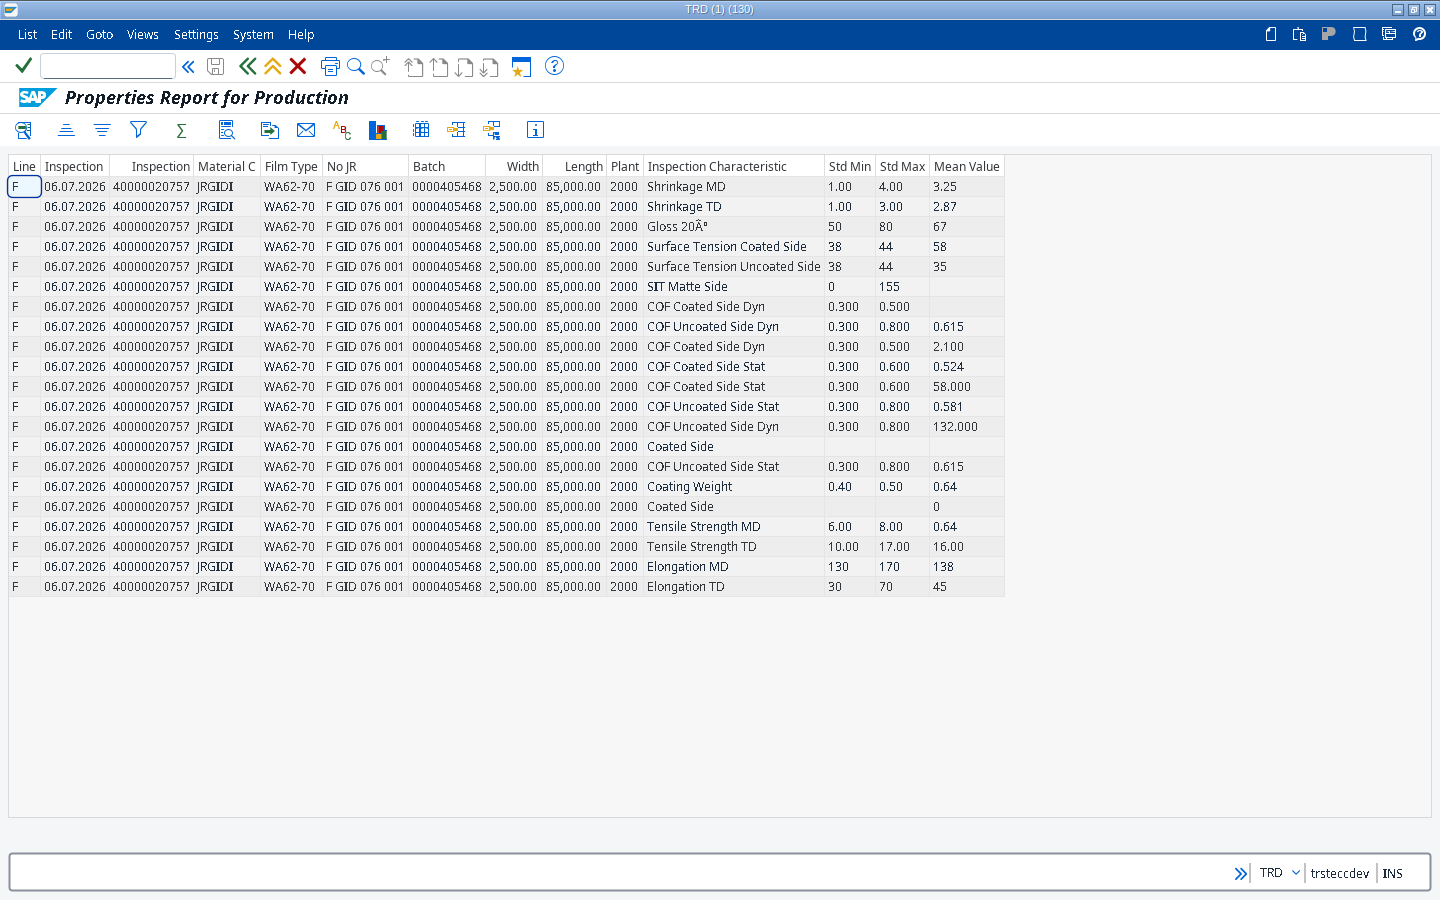 TRD (1) (130)
List Edit Goto Views Settings System Help
SAP Properties Report for Production
Line Inspection Inspection Material C Film Type No JR Batch Width Length Plant Inspection Characteristic Std Min Std Max Mean Value
F 06.07.2026 40000020757 JRGIDI WA62-70 F GID 076 001 0000405468 2,500.00 85,000.00 2000 Shrinkage MD 1.00 4.00 3.25
F 06.07.2026 40000020757 JRGIDI WA62-70 F GID 076 001 0000405468 2,500.00 85,000.00 2000 Shrinkage TD 1.00 3.00 2.87
F 06.07.2026 40000020757 JRGIDI WA62-70 F GID 076 001 0000405468 2,500.00 85,000.00 2000 Gloss 20Âº 50 80 67
F 06.07.2026 40000020757 JRGIDI WA62-70 F GID 076 001 0000405468 2,500.00 85,000.00 2000 Surface Tension Coated Side 38 44 58
F 06.07.2026 40000020757 JRGIDI WA62-70 F GID 076 001 0000405468 2,500.00 85,000.00 2000 Surface Tension Uncoated Side 38 44 35
F 06.07.2026 40000020757 JRGIDI WA62-70 F GID 076 001 0000405468 2,500.00 85,000.00 2000 SIT Matte Side 0 155
F 06.07.2026 40000020757 JRGIDI WA62-70 F GID 076 001 0000405468 2,500.00 85,000.00 2000 COF Coated Side Dyn 0.300 0.500
F 06.07.2026 40000020757 JRGIDI WA62-70 F GID 076 001 0000405468 2,500.00 85,000.00 2000 COF Uncoated Side Dyn 0.300 0.800 0.615
F 06.07.2026 40000020757 JRGIDI WA62-70 F GID 076 001 0000405468 2,500.00 85,000.00 2000 COF Coated Side Dyn 0.300 0.500 2.100
F 06.07.2026 40000020757 JRGIDI WA62-70 F GID 076 001 0000405468 2,500.00 85,000.00 2000 COF Coated Side Stat 0.300 0.600 0.524
F 06.07.2026 40000020757 JRGIDI WA62-70 F GID 076 001 0000405468 2,500.00 85,000.00 2000 COF Coated Side Stat 0.300 0.600 58.000
F 06.07.2026 40000020757 JRGIDI WA62-70 F GID 076 001 0000405468 2,500.00 85,000.00 2000 COF Uncoated Side Stat 0.300 0.800 0.581
F 06.07.2026 40000020757 JRGIDI WA62-70 F GID 076 001 0000405468 2,500.00 85,000.00 2000 COF Uncoated Side Dyn 0.300 0.800 132.000
F 06.07.2026 40000020757 JRGIDI WA62-70 F GID 076 001 0000405468 2,500.00 85,000.00 2000 Coated Side
F 06.07.2026 40000020757 JRGIDI WA62-70 F GID 076 001 0000405468 2,500.00 85,000.00 2000 COF Uncoated Side Stat 0.300 0.800 0.615
F 06.07.2026 40000020757 JRGIDI WA62-70 F GID 076 001 0000405468 2,500.00 85,000.00 2000 Coating Weight 0.40 0.50 0.64
F 06.07.2026 40000020757 JRGIDI WA62-70 F GID 076 001 0000405468 2,500.00 85,000.00 2000 Coated Side 0
F 06.07.2026 40000020757 JRGIDI WA62-70 F GID 076 001 0000405468 2,500.00 85,000.00 2000 Tensile Strength MD 6.00 8.00 0.64
F 06.07.2026 40000020757 JRGIDI WA62-70 F GID 076 001 0000405468 2,500.00 85,000.00 2000 Tensile Strength TD 10.00 17.00 16.00
F 06.07.2026 40000020757 JRGIDI WA62-70 F GID 076 001 0000405468 2,500.00 85,000.00 2000 Elongation MD 130 170 138
F 06.07.2026 40000020757 JRGIDI WA62-70 F GID 076 001 0000405468 2,500.00 85,000.00 2000 Elongation TD 30 70 45
TRD trsteccdev INS